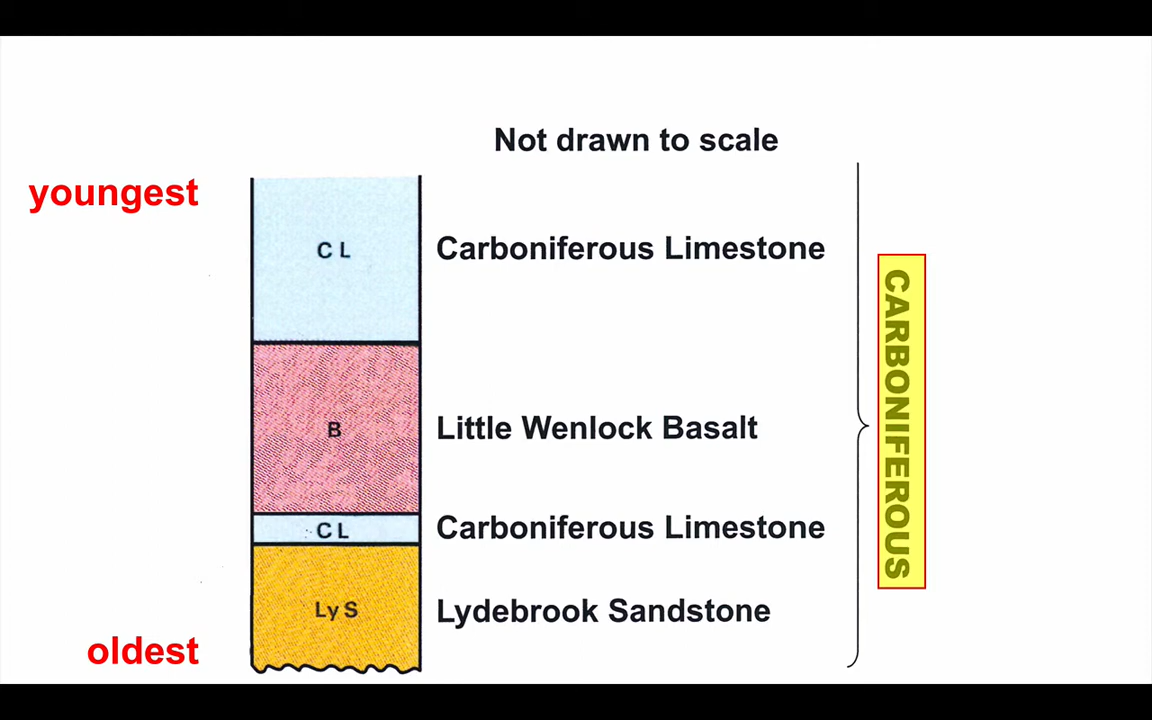 Not drawn to scale
youngest
C L
Carboniferous Limestone
B
Little Wenlock Basalt
C L
Carboniferous Limestone
Ly S
Lydebrook Sandstone
oldest
CARBONIFEROUS